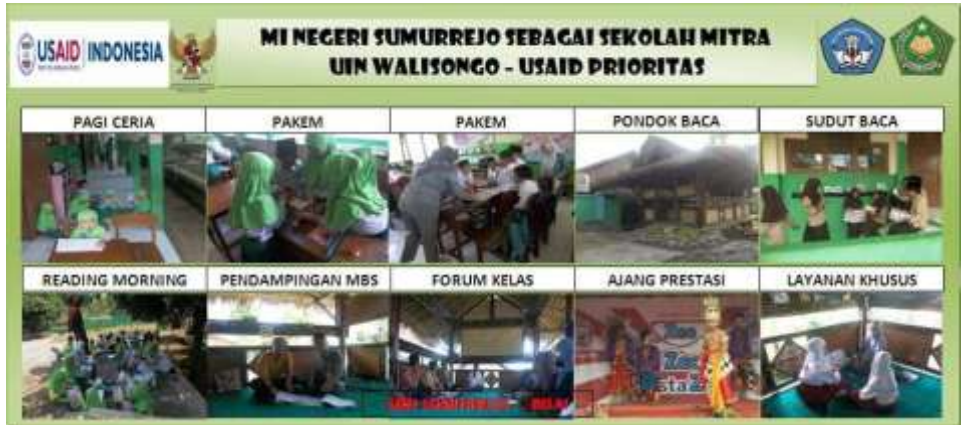 USAID INDONESIA
MI NEGERI SUMURREJO SEBAGAI SEKOLAH MITRA
UIN WALISONGO - USAID PRIORITAS
PAGI CERIA
PAKEM
PAKEM
PONDOK BACA
SUDUT BACA
READING MORNING
PENDAMPINGAN MBS
FORUM KELAS
AJANG PRESTASI
LAYANAN KHUSUS